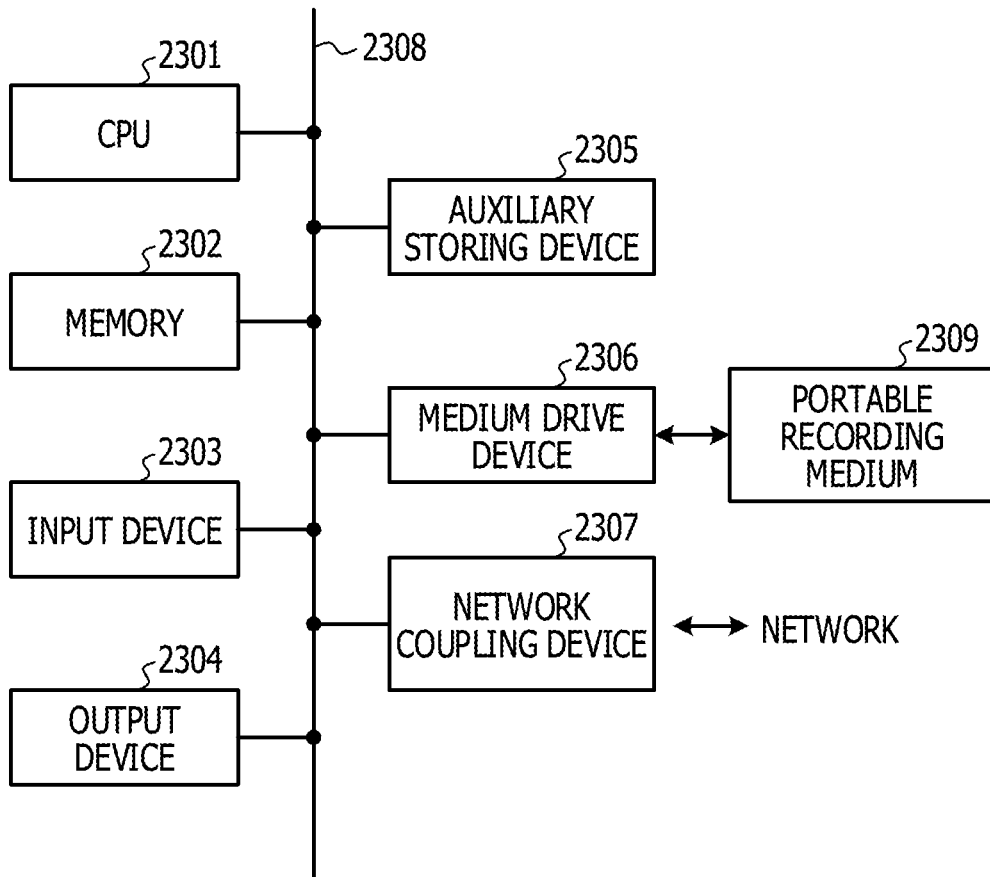 2301
CPU
2308
2302
MEMORY
2303
INPUT DEVICE
2304
OUTPUT
DEVICE
2305
AUXILIARY
STORING DEVICE
2306
MEDIUM DRIVE
DEVICE
2309
PORTABLE
RECORDING
MEDIUM
2307
NETWORK
COUPLING DEVICE
NETWORK